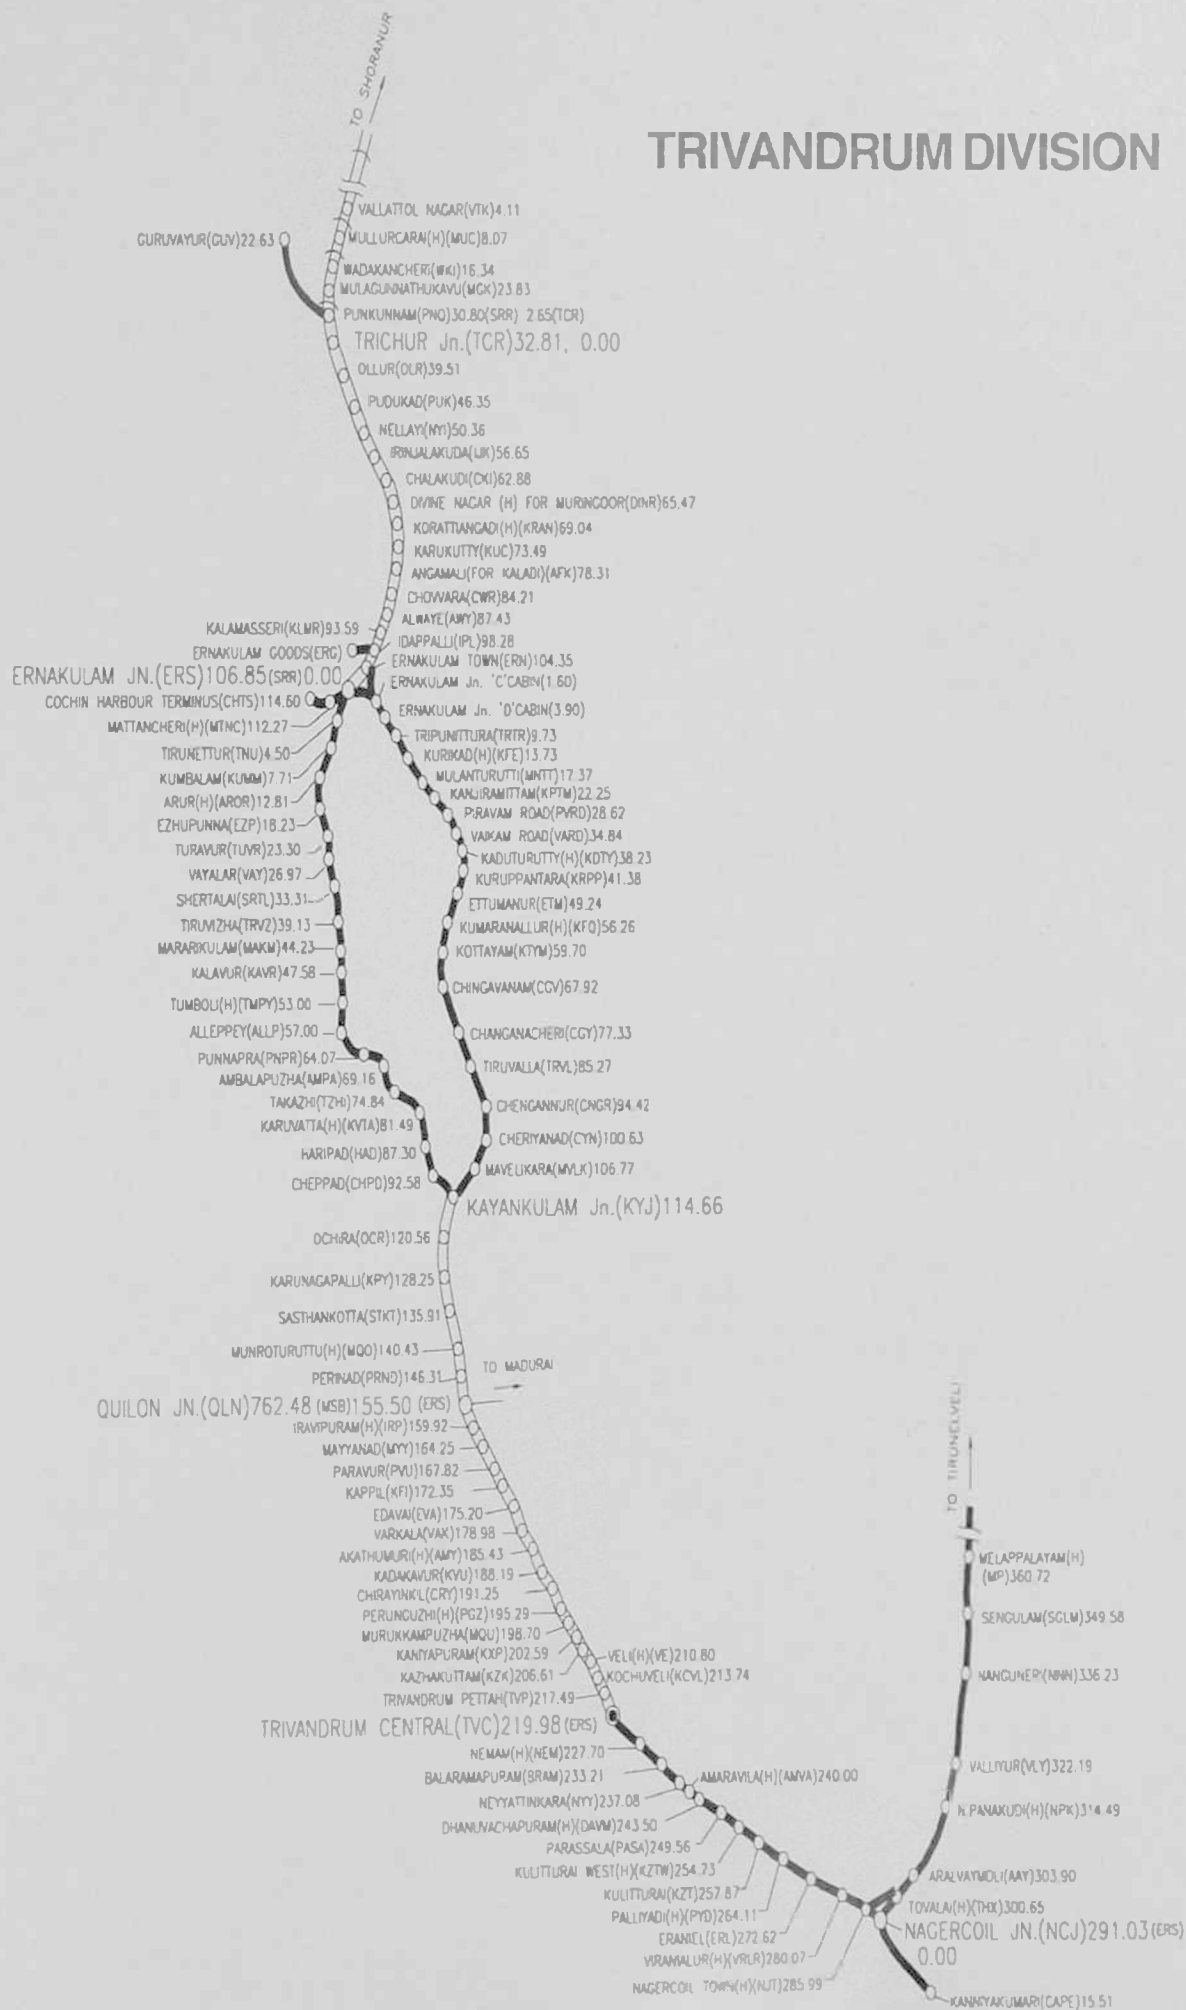 TO SHORANUR
TRIVANDRUM DIVISION
VALLATTOL NAGAR(VTK)4.11
GURUVAYUR(GUV)22.63
MULLURCARA(H)(MUC)8.07
WADAKANCHERI(WKI)16.34
MULAGUNNATHUKAVU(MGK)23.83
PUNKUNNAM(PNQ)30.80(SRR) 2.65(TCR)
TRICHUR Jn.(TCR)32.81, 0.00
OLLUR(OLR)39.51
PUDUKAD(PUK)46.35
NELLAYI(NYI)50.36
IRINJALAKUDA(IJK)56.65
CHALAKUDI(CKI)62.88
DIVINE NAGAR (H) FOR MURINGOOR(DINR)65.47
KORATTIANGADI(H)(KRAN)69.04
KARUKUTTY(KUC)73.49
ANGAMALI(FOR KALADI)(AFK)78.31
CHOWARA(CWR)84.21
ALWAYE(AWY)87.43
KALAMASSERI(KLMR)93.59
IDAPPALLI(IPL)98.28
ERNAKULAM GOODS(ERG)
ERNAKULAM TOWN(ERN)104.35
ERNAKULAM JN.(ERS)106.85(SRR)0.00
ERNAKULAM Jn. 'C'CABIN(1.60)
COCHIN HARBOUR TERMINUS(CHTS)114.60
ERNAKULAM Jn. 'D'CABIN(3.90)
MATTANCHERI(H)(MTNC)112.27
TRIPUNITTURA(TRTR)9.73
TIRUNETTUR(TNU)4.50
KURIKAD(H)(KFE)13.73
KUMBALAM(KUMM)7.71
MULANTURUTTI(MNTT)17.37
KANJIRAMITTAM(KPTM)22.25
ARUR(H)(AROR)12.81
PIRAVAM ROAD(PVRD)28.62
EZHUPUNNA(EZP)18.23
VAIKAM ROAD(VARD)34.84
TURAVUR(TUVR)23.30
KADUTURUTTY(H)(KDTY)38.23
VAYALAR(VAY)26.97
KURUPPANTARA(KRPP)41.38
SHERTALAI(SRTL)33.31
ETTUMANUR(ETM)49.24
TIRUVIZHA(TRVZ)39.13
KUMARANALLUR(H)(KFQ)56.26
MARARIKULAM(MAKM)44.23
KOTTAYAM(KTYM)59.70
KALAVUR(KAVR)47.58
CHINGAVANAM(CGV)67.92
TUMBOLI(H)(TMPY)53.00
ALLEPPEY(ALLP)57.00
CHANGANACHERI(CGY)77.33
PUNNAPRA(PNPR)64.07
TIRUVALLA(TRVL)85.27
AMBALAPUZHA(AMPA)69.16
TAKAZHI(TZH)74.84
CHENGANNUR(CNGR)94.42
KARUVATTA(H)(KVTA)81.49
CHERIYANAD(CYN)100.63
HARIPAD(HAD)87.30
MAVELIKARA(MVLK)106.77
CHEPPAD(CHPD)92.58
KAYANKULAM Jn.(KYJ)114.66
OCHIRA(OCR)120.56
KARUNAGAPALLI(KPY)128.25
SASTHANKOTTA(STKT)135.91
MUNROTURUTTU(H)(MQO)140.43
TO MADURAI
PERINAD(PRND)146.31
QUILON JN.(QLN)762.48 (MSB)155.50 (ERS)
IRAVIPURAM(H)(IRP)159.92
MAYYANAD(MYY)164.25
PARAVUR(PVU)167.82
KAPPIL(KFI)172.35
EDAVAI(EVA)175.20
VARKALA(VAK)178.98
AKATHUMURI(H)(AMY)185.43
KADAKAVUR(KVU)188.19
CHIRAYINKIL(CRY)191.25
PERUNGUZHI(H)(PGZ)195.29
MURUKKAMPUZHA(MQU)198.70
KANIYAPURAM(KXP)202.59
VELI(H)(VE)210.80
KAZHAKUTTAM(KZK)206.61
KOCHUVELI(KCVL)213.74
TRIVANDRUM PETTAH(TVP)217.49
TRIVANDRUM CENTRAL(TVC)219.98(ERS)
NEMAM(H)(NEM)227.70
BALARAMAPURAM(BRAM)233.21
AMARAVILA(H)(AMVA)240.00
NEYYATTINKARA(NYY)237.08
DHANUVACHAPURAM(H)(DAVM)243.50
PARASSALA(PASA)249.56
KULITTURAI WEST(H)(KZTW)254.73
KULITTURAI(KZT)257.87
PALLIYADI(H)(PYD)264.11
ERANIEL(ERL)272.62
VIRANIALUR(H)(VRLR)280.07
NAGERCOIL TOWN(H)(NJT)285.99
TO TIRUNELVELI
MELAPPALAYAM(H)
(MP)360.72
SENGULAM(SGLM)349.58
NANGUNERI(NNN)336.23
VALLIYUR(VLY)322.19
N.PANAKUDI(H)(NPK)314.49
ARALVAYMOLI(AAY)303.90
TOVALAI(H)(THX)300.65
NAGERCOIL JN.(NCJ)291.03(ERS)
0.00
KANNIYAKUMARI(CAPE)15.51